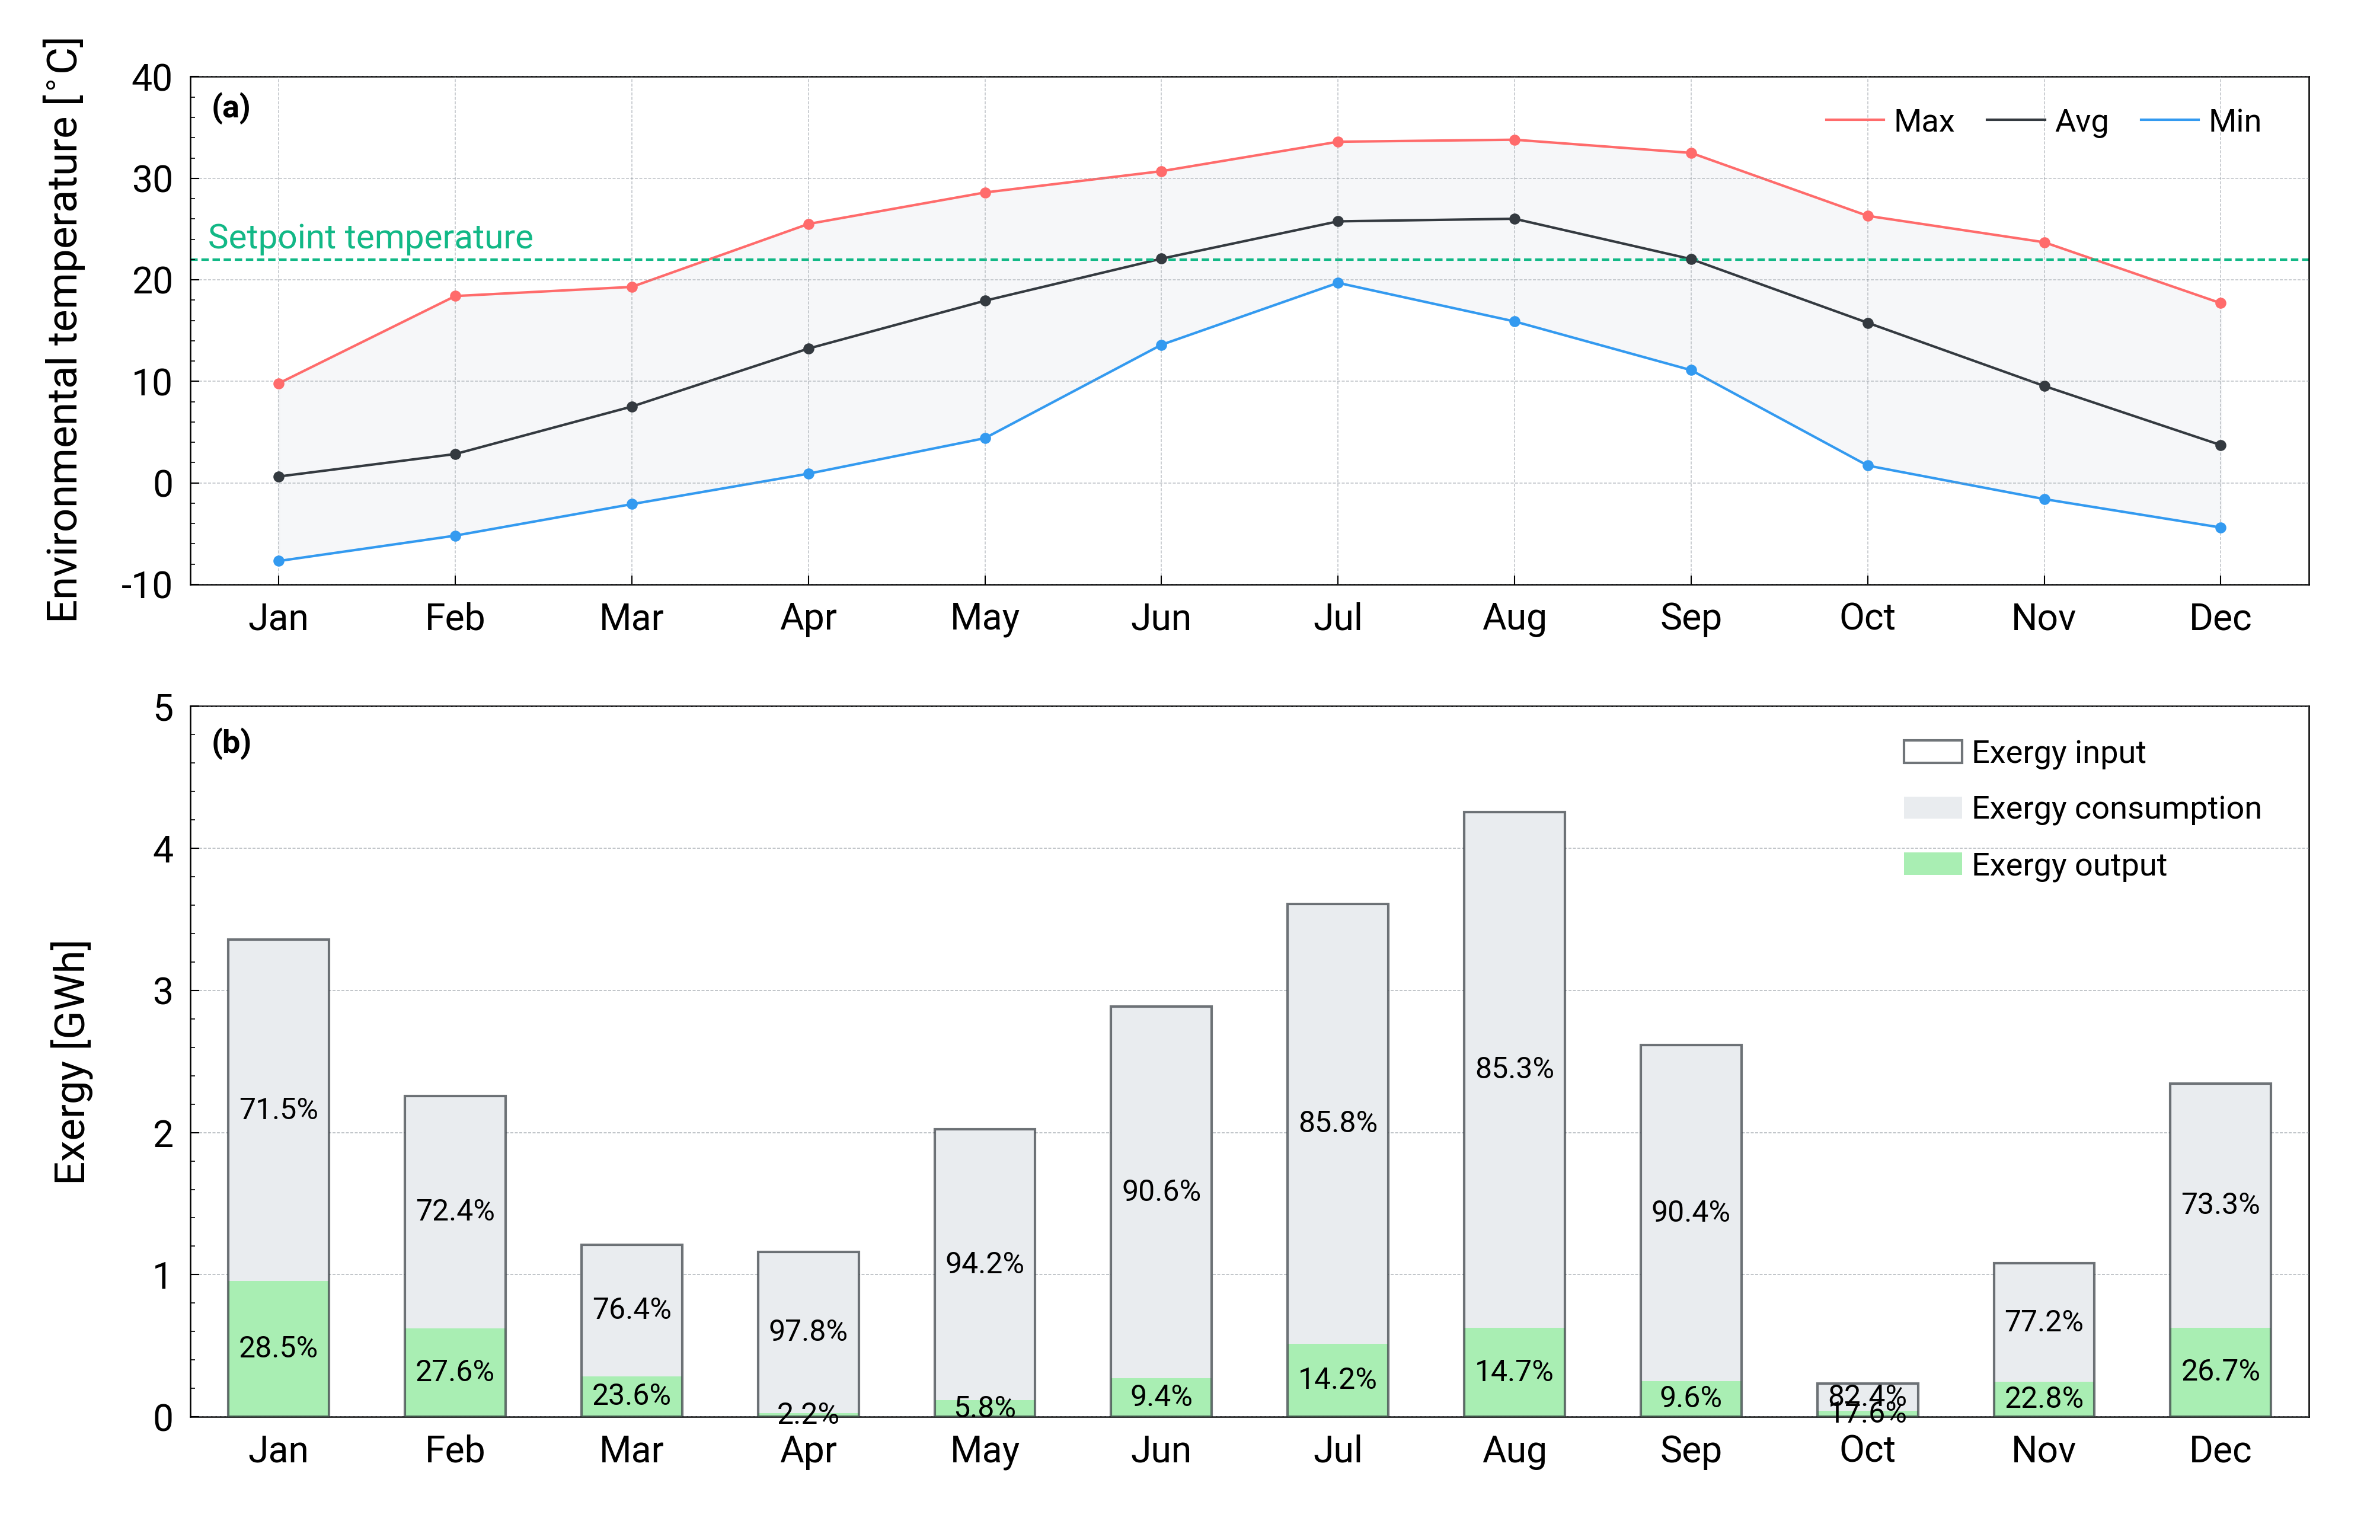 Environmental temperature [°C]
40
30
20
10
0
-10
(a)
Max Avg Min
Setpoint temperature
Jan Feb Mar Apr May Jun Jul Aug Sep Oct Nov Dec
Exergy [GWh]
5
4
3
2
1
0
(b)
Exergy input
Exergy consumption
Exergy output
71.5% 72.4% 76.4% 97.8% 94.2% 90.6% 85.8% 85.3% 90.4% 82.4% 77.2% 73.3%
28.5% 27.6% 23.6% 2.2% 5.8% 9.4% 14.2% 14.7% 9.6% 17.6% 22.8% 26.7%
Jan Feb Mar Apr May Jun Jul Aug Sep Oct Nov Dec